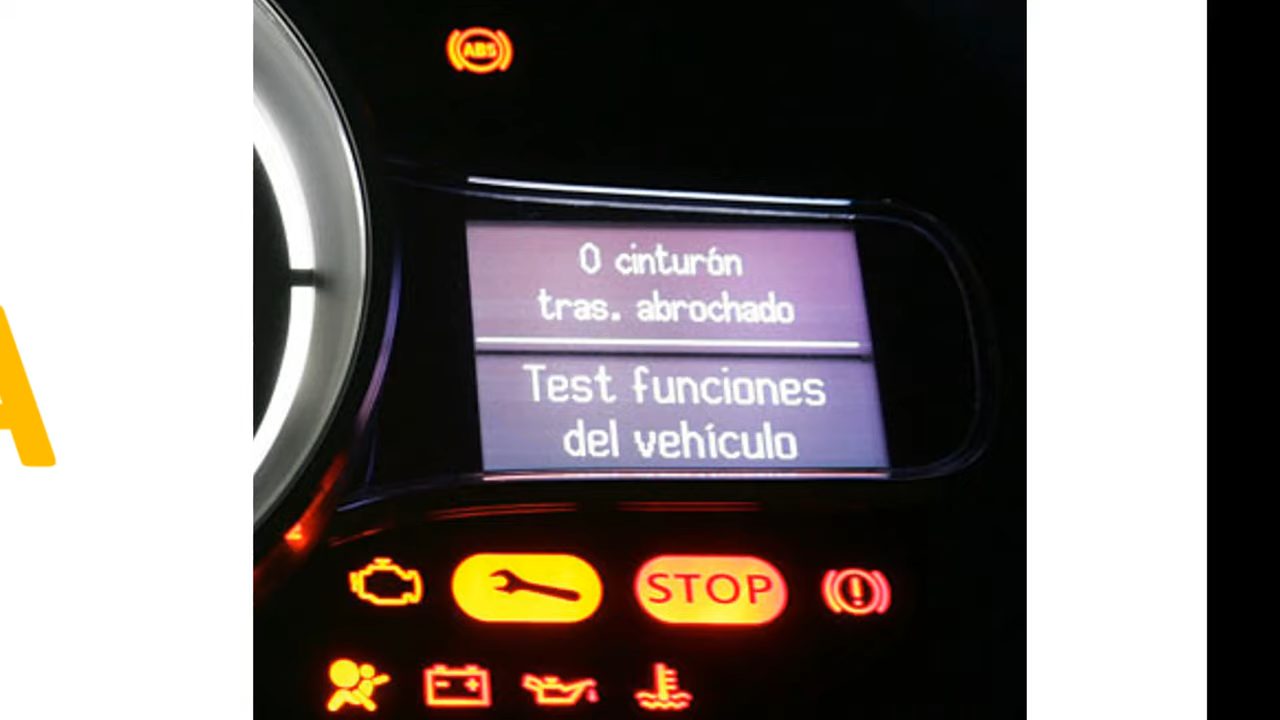 ABS
0 cinturón
tras. abrochado
Test funciones
del vehículo
STOP
A